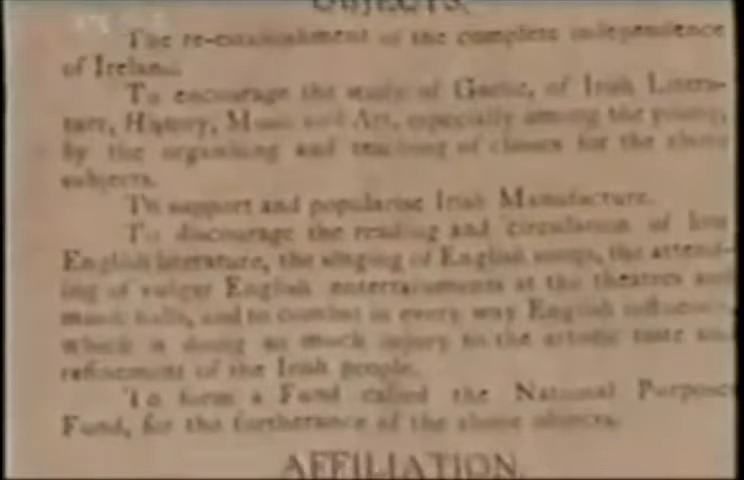 OBJECTS.
The re-establishment of the complete independence
of Ireland.
To encourage the study of Gaelic, of Irish Litera-
ture, History, Music and Art, especially among the young,
by the organising and teaching of classes for the above
subjects.
To support and popularise Irish Manufacture.
To discourage the reading and circulation of low
English literature, the singing of English songs, the attend-
ing of vulgar English entertainments at the theatres and
music halls, and to combat in every way English influence,
which is doing so much injury to the artistic taste and
refinement of the Irish people.
To form a Fund called the National Purposes
Fund, for the furtherance of the above objects.
AFFILIATION.